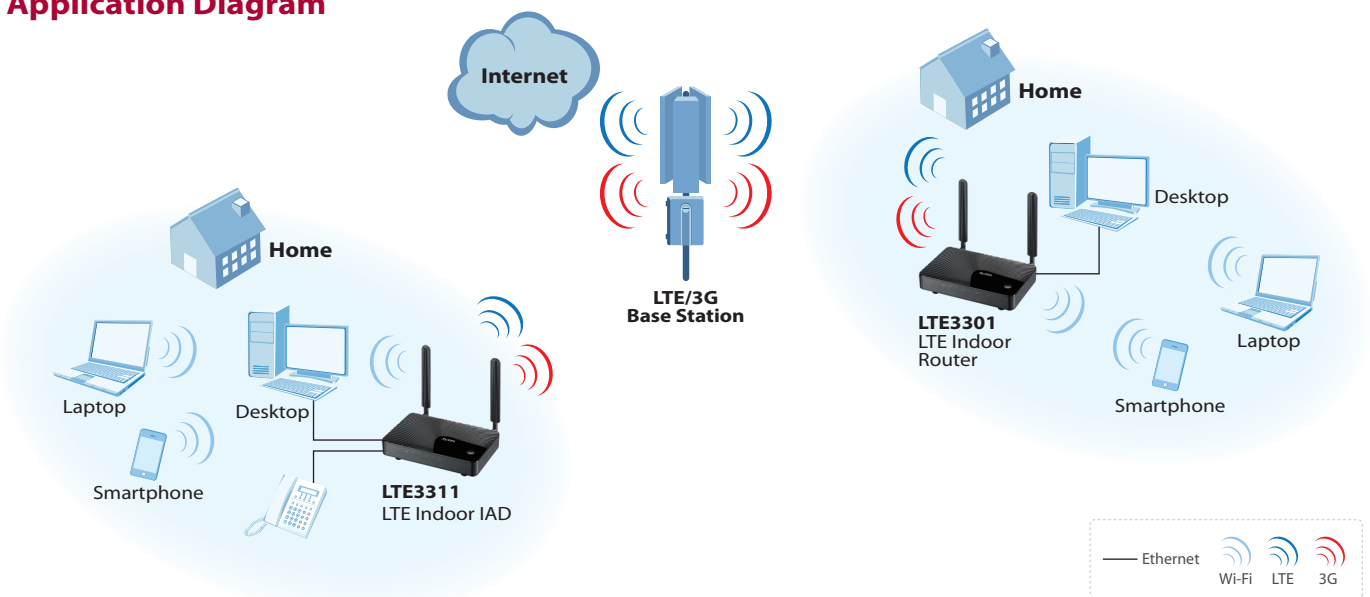 Application Diagram
Internet
Home
Desktop
LTE/3G
Base Station
LTE3301
LTE Indoor
Router
Laptop
Smartphone
Home
Laptop
Desktop
Smartphone
LTE3311
LTE Indoor IAD
Ethernet
Wi-Fi
LTE
3G